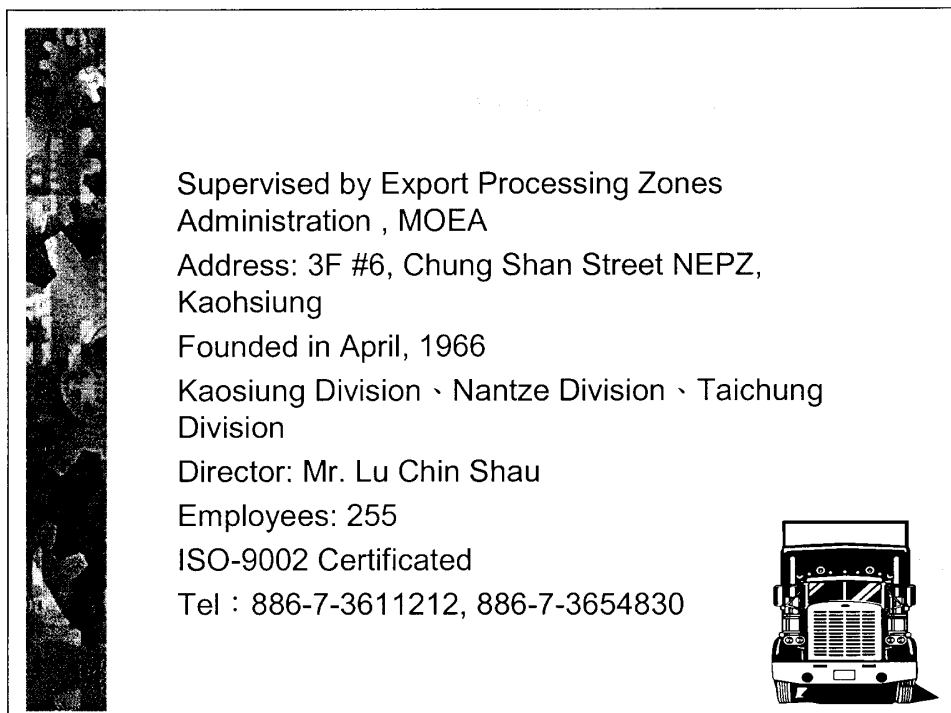 Supervised by Export Processing Zones
Administration , MOEA
Address: 3F #6, Chung Shan Street NEPZ,
Kaohsiung
Founded in April, 1966
Kaosiung Division、Nantze Division、Taichung
Division
Director: Mr. Lu Chin Shau
Employees: 255
ISO-9002 Certificated
Tel：886-7-3611212, 886-7-3654830